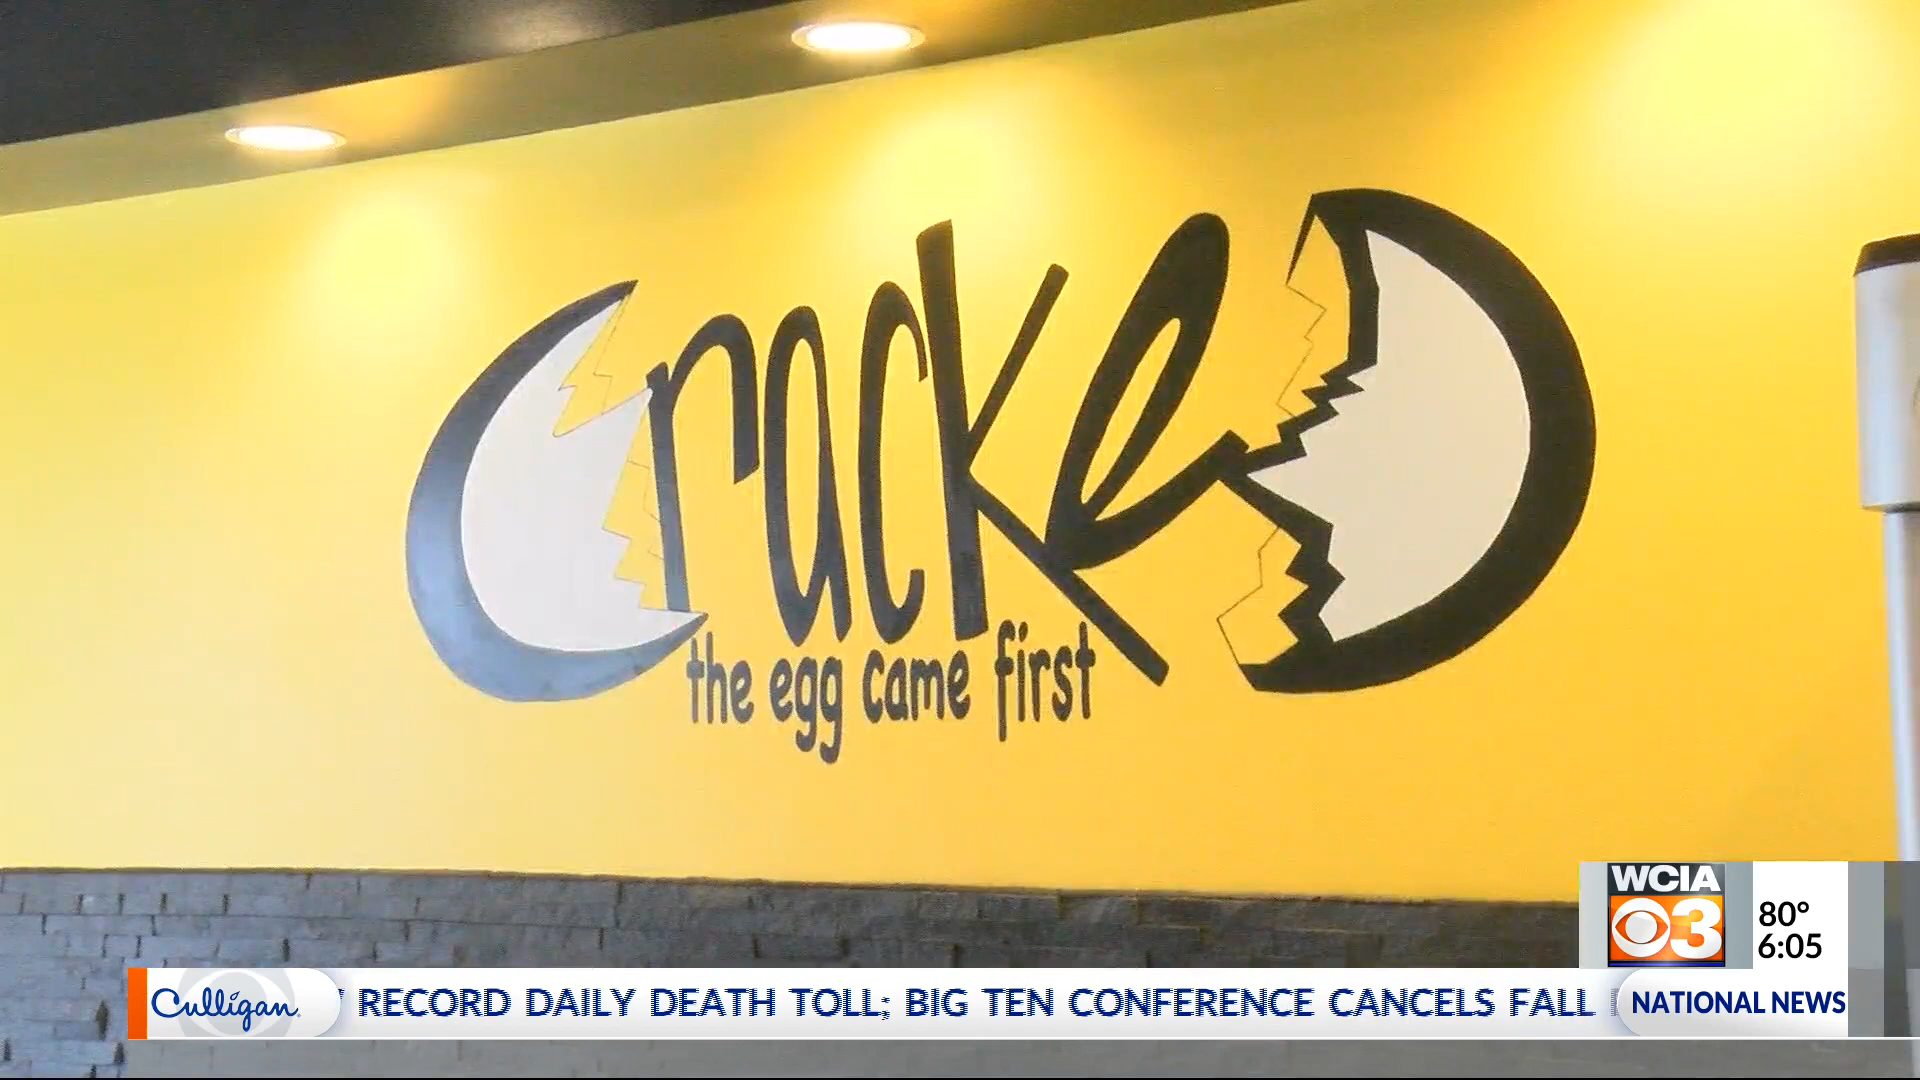 CrackeD
the egg came first
WCIA
3
80°
6:05
Culligan.
RECORD DAILY DEATH TOLL; BIG TEN CONFERENCE CANCELS FALL
NATIONAL NEWS